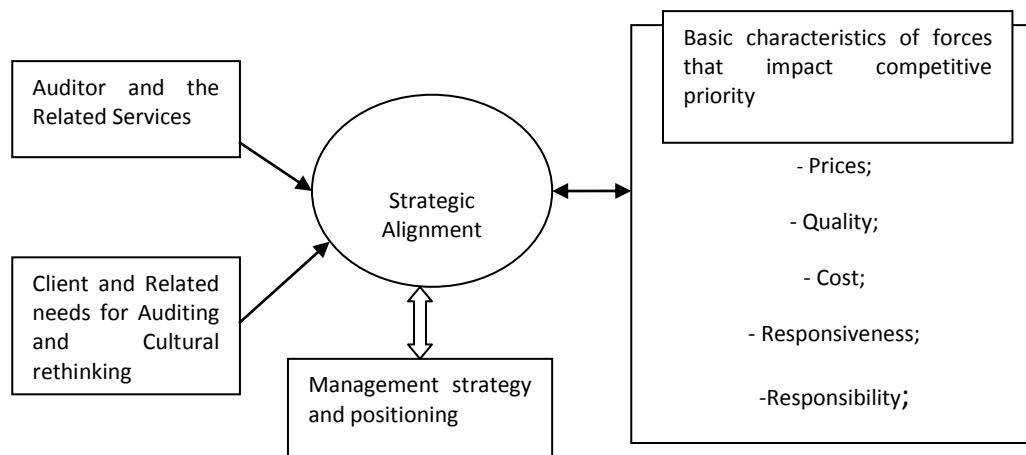 Auditor and the
Related Services
Client and Related
needs for Auditing
and Cultural
rethinking
Strategic
Alignment
Management strategy
and positioning
Basic characteristics of forces
that impact competitive
priority
- Prices;
- Quality;
- Cost;
- Responsiveness;
-Responsibility;